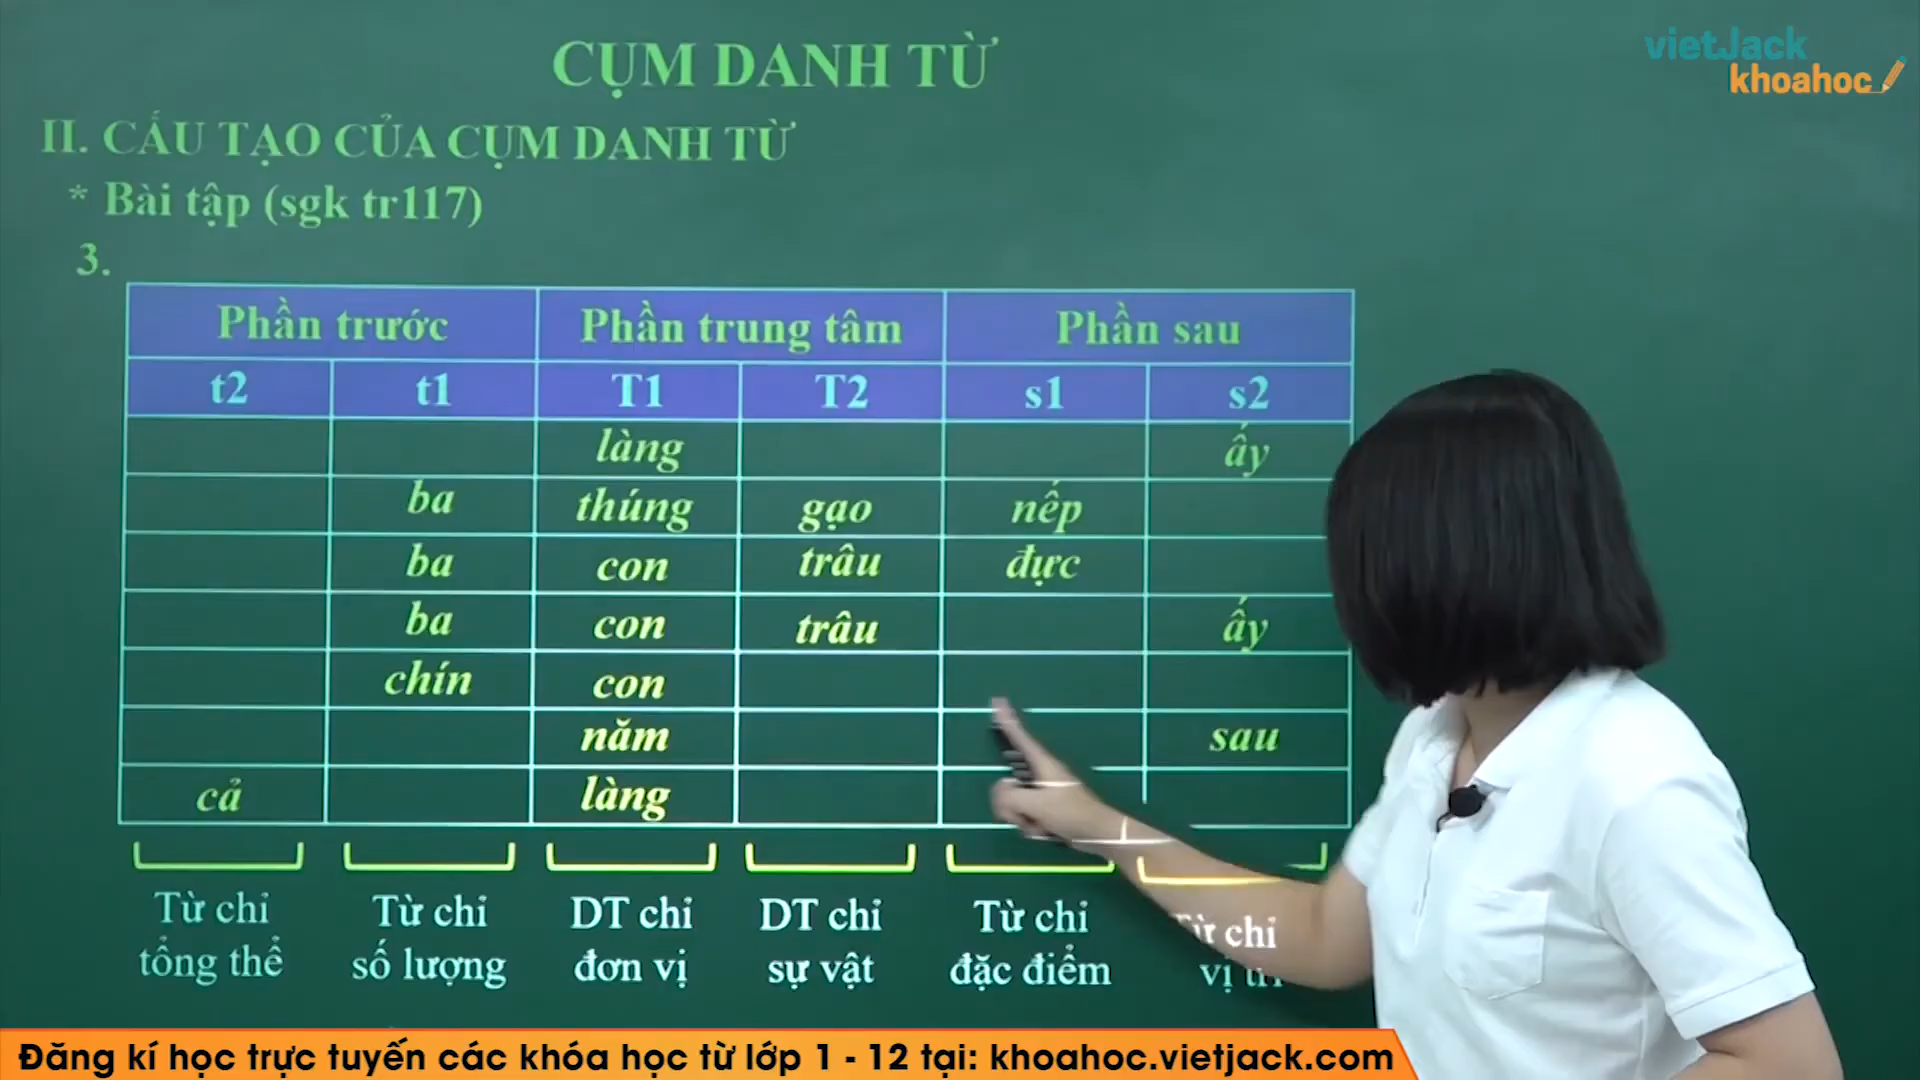 vietJack
khoahoc
CỤM DANH TỪ
II. CẤU TẠO CỦA CỤM DANH TỪ
* Bài tập (sgk tr117)
3.
Phần trước Phần trung tâm Phần sau
t2 t1 T1 T2 s1 s2
làng ấy
ba thúng gạo nếp
ba con trâu đực
ba con trâu ấy
chín con
năm sau
cả làng
Từ chỉ Từ chỉ DT chỉ DT chỉ Từ chỉ Từ chỉ
tổng thể số lượng đơn vị sự vật đặc điểm vị trí
Đăng kí học trực tuyến các khóa học từ lớp 1 - 12 tại: khoahoc.vietjack.com